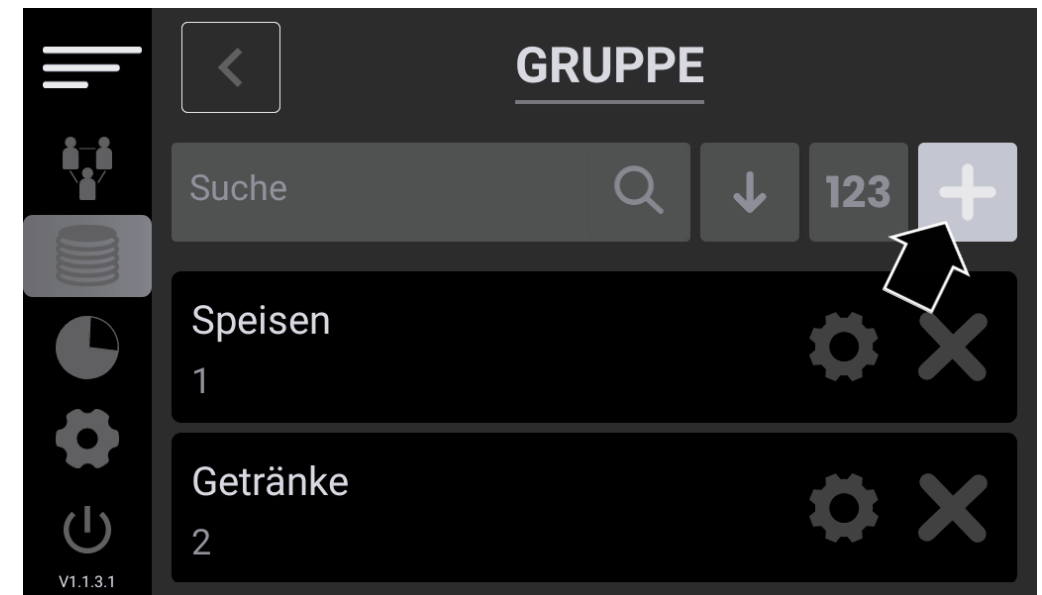 GRUPPE
Suche
123
Speisen
1
Getränke
2
V1.1.3.1